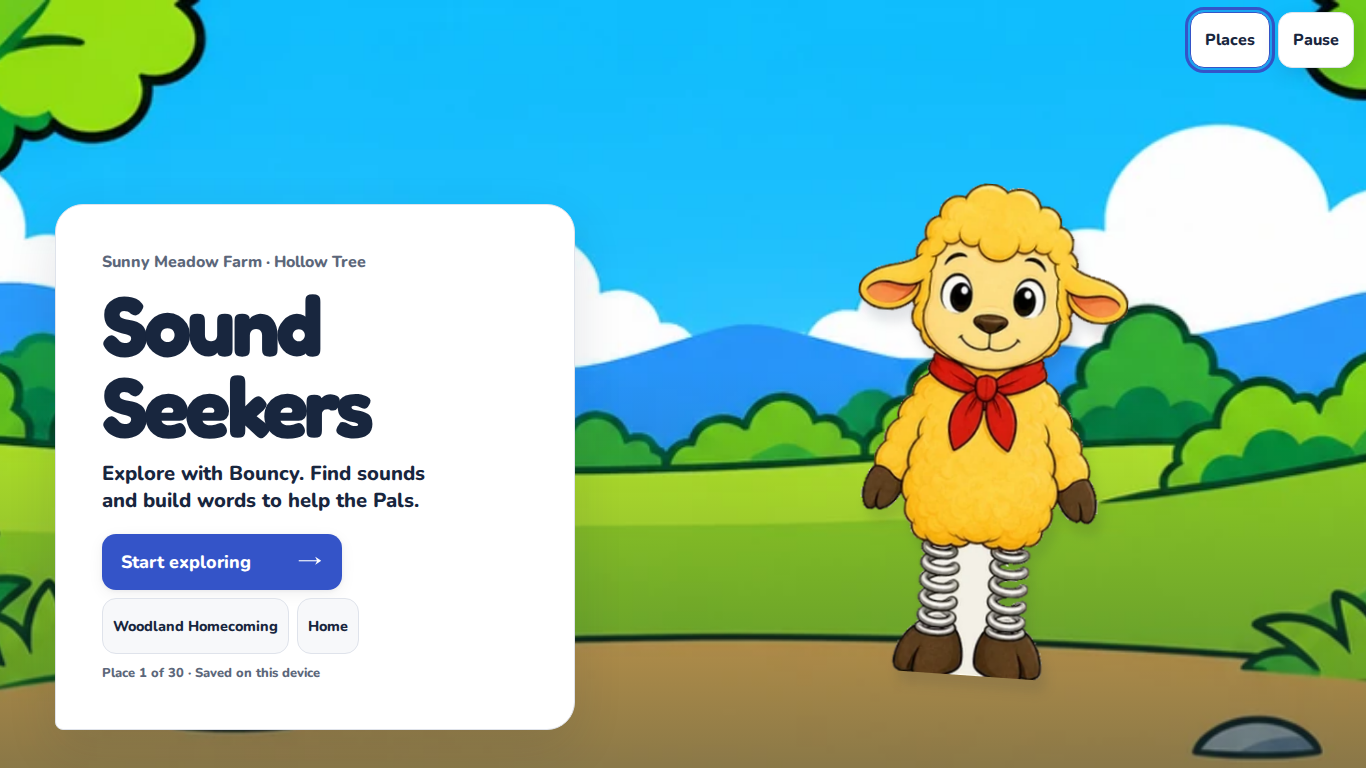 Places
Pause
Sunny Meadow Farm · Hollow Tree
Sound
Seekers
Explore with Bouncy. Find sounds
and build words to help the Pals.
Start exploring →
Woodland Homecoming
Home
Place 1 of 30 · Saved on this device